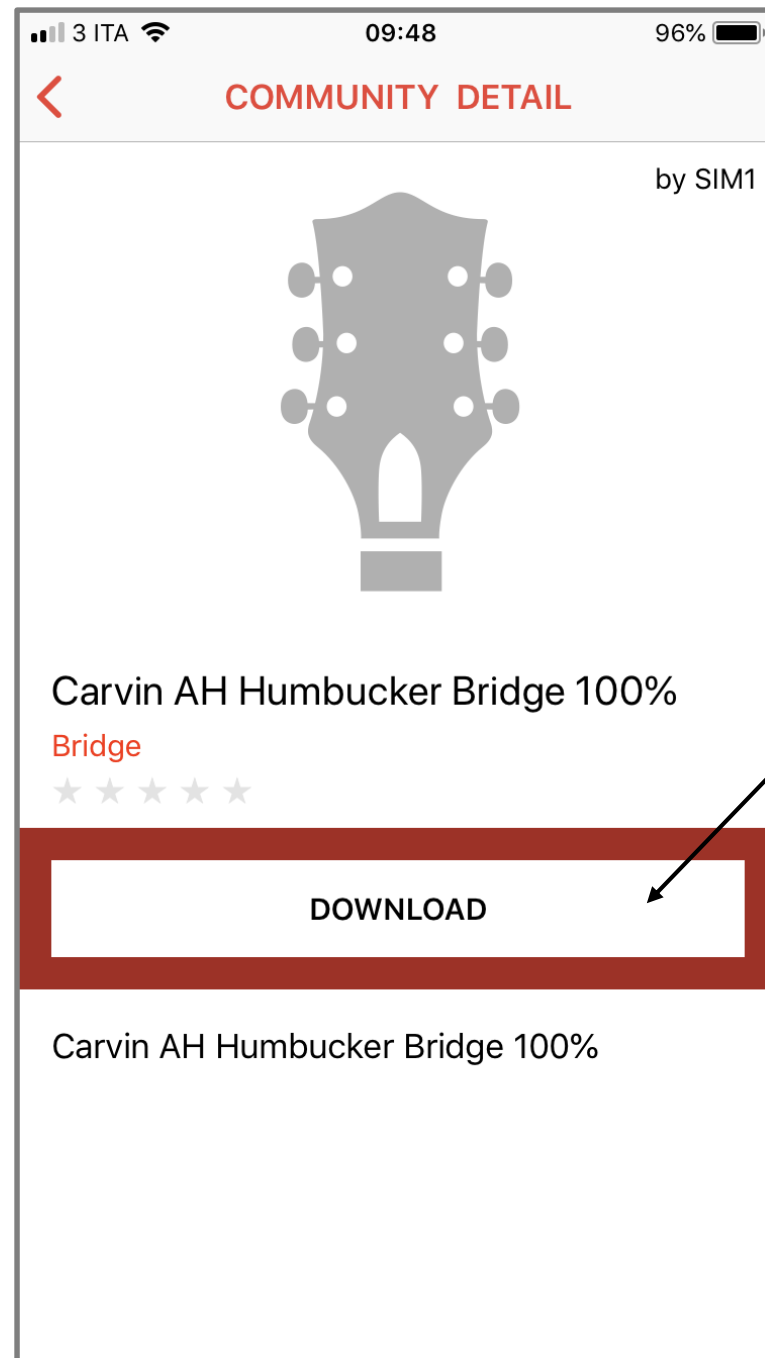 3 ITA 09:48 96%
COMMUNITY DETAIL
by SIM1
Carvin AH Humbucker Bridge 100%
Bridge
DOWNLOAD
Carvin AH Humbucker Bridge 100%